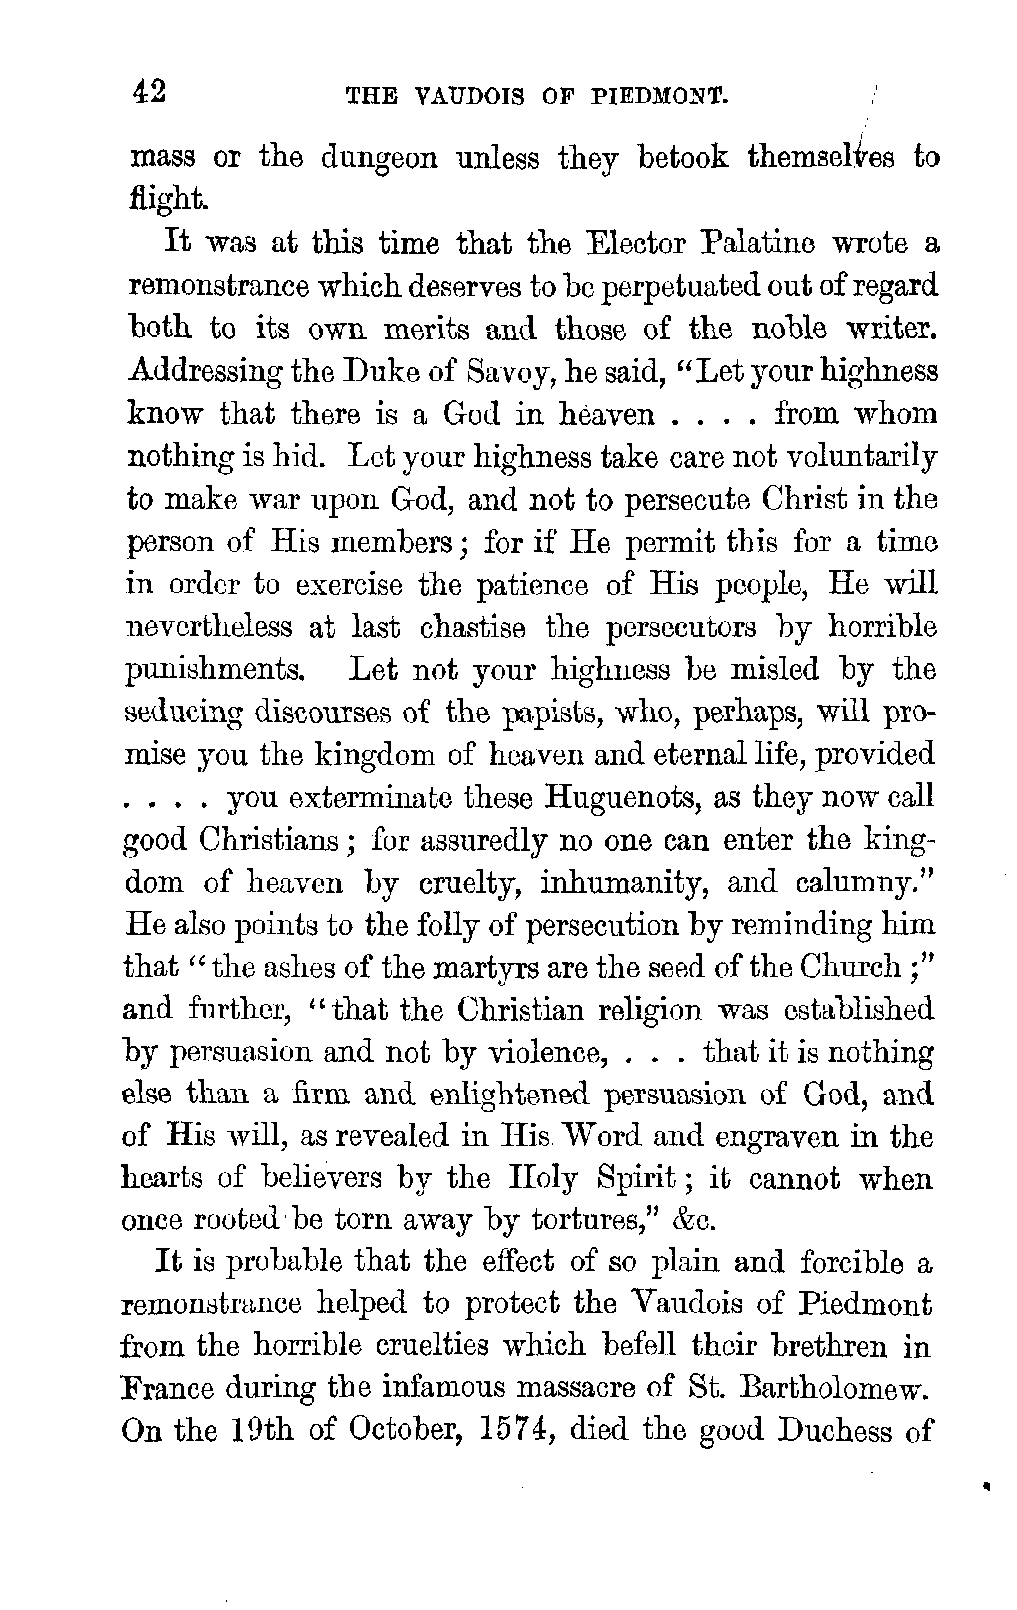 42 THE VAUDOIS OF PIEDMONT.
mass or the dungeon unless they betook themselves to
flight.
It was at this time that the Elector Palatine wrote a
remonstrance which deserves to be perpetuated out of regard
both to its own merits and those of the noble writer.
Addressing the Duke of Savoy, he said, “Let your highness
know that there is a God in heaven . . . . from whom
nothing is hid. Let your highness take care not voluntarily
to make war upon God, and not to persecute Christ in the
person of His members; for if He permit this for a time
in order to exercise the patience of His people, He will
nevertheless at last chastise the persecutors by horrible
punishments. Let not your highness be misled by the
seducing discourses of the papists, who, perhaps, will pro-
mise you the kingdom of heaven and eternal life, provided
. . . . you exterminate these Huguenots, as they now call
good Christians; for assuredly no one can enter the king-
dom of heaven by cruelty, inhumanity, and calumny.”
He also points to the folly of persecution by reminding him
that “the ashes of the martyrs are the seed of the Church;”
and further, “that the Christian religion was established
by persuasion and not by violence, . . . that it is nothing
else than a firm and enlightened persuasion of God, and
of His will, as revealed in His Word and engraven in the
hearts of believers by the Holy Spirit; it cannot when
once rooted be torn away by tortures,” &c.
It is probable that the effect of so plain and forcible a
remonstrance helped to protect the Vaudois of Piedmont
from the horrible cruelties which befell their brethren in
France during the infamous massacre of St. Bartholomew.
On the 19th of October, 1574, died the good Duchess of